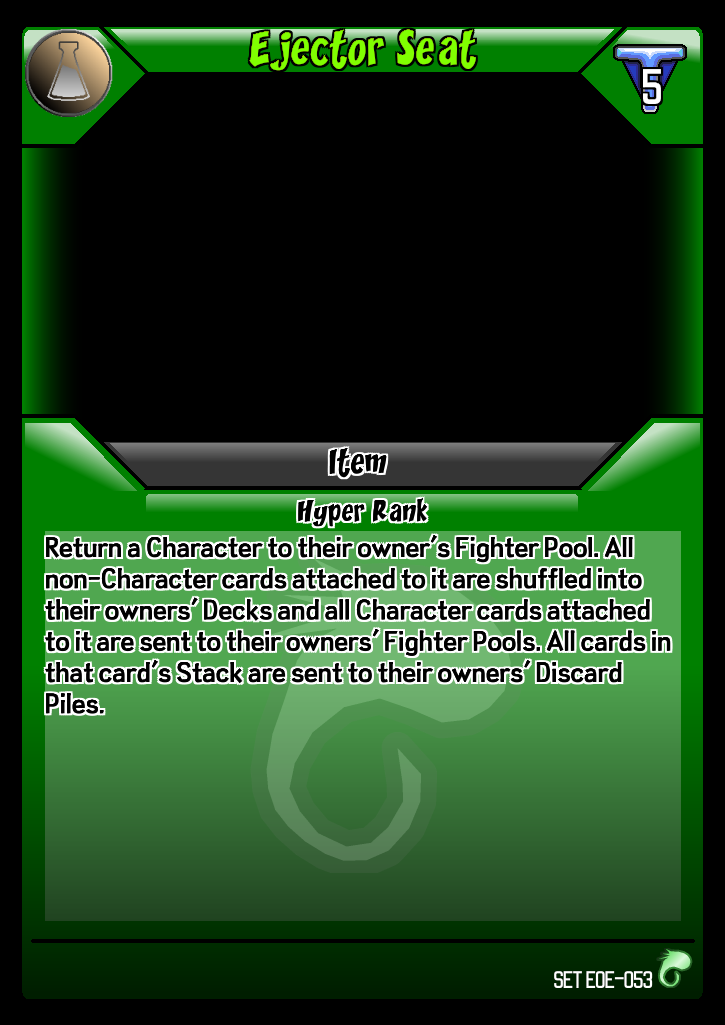 Ejector Seat
5
Item
Hyper Rank
Return a Character to their owner's Fighter Pool. All
non-Character cards attached to it are shuffled into
their owners' Decks and all Character cards attached
to it are sent to their owners' Fighter Pools. All cards in
that card's Stack are sent to their owners' Discard
Piles.
SET EOE-053